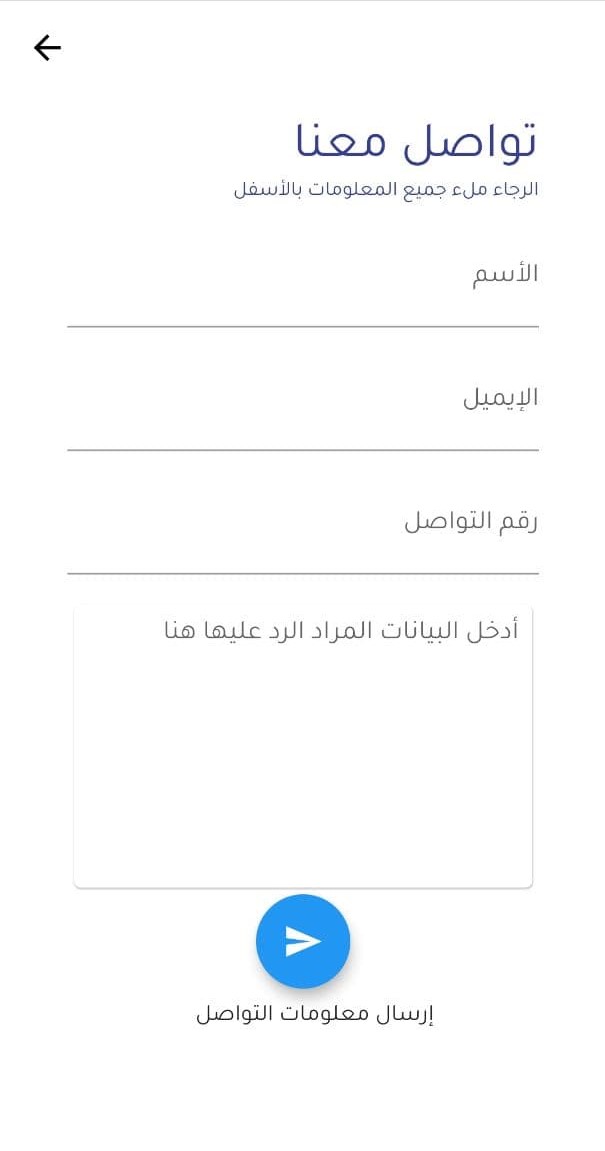 تواصل معنا
الرجاء ملء جميع المعلومات بالأسفل
الأسم
الإيميل
رقم التواصل
أدخل البيانات المراد الرد عليها هنا
إرسال معلومات التواصل